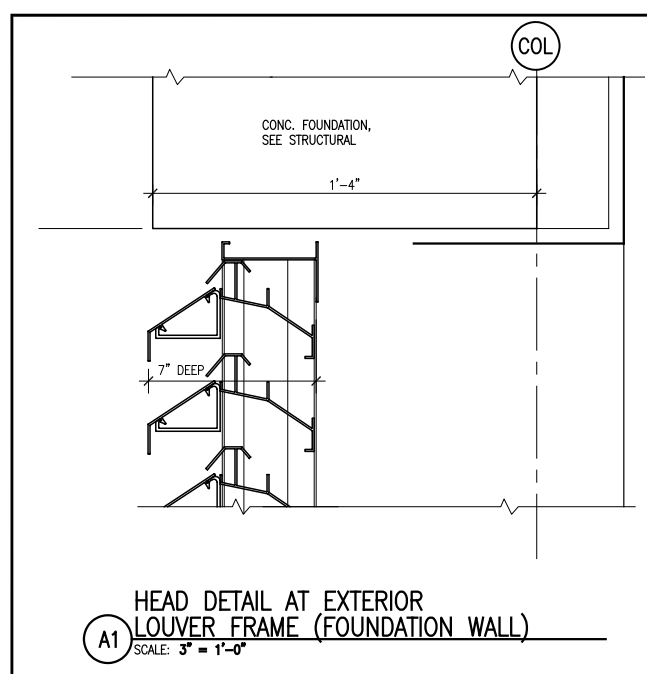 COL
CONC. FOUNDATION,
SEE STRUCTURAL
1'-4"
7" DEEP
HEAD DETAIL AT EXTERIOR
LOUVER FRAME (FOUNDATION WALL)
A1
SCALE: 3" = 1'-0"